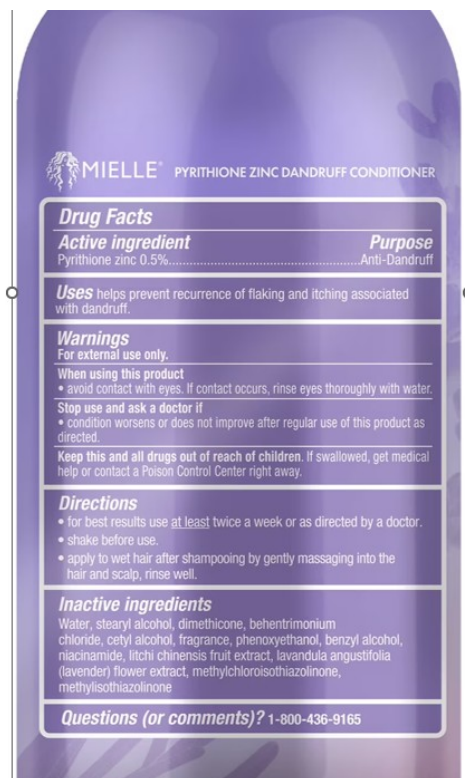 MIELLE® PYRITHIONE ZINC DANDRUFF CONDITIONER
Drug Facts
Active ingredient Purpose
Pyrithione zinc 0.5%..........................................Anti-Dandruff
Uses helps prevent recurrence of flaking and itching associated
with dandruff.
Warnings
For external use only.
When using this product
• avoid contact with eyes. If contact occurs, rinse eyes thoroughly with water.
Stop use and ask a doctor if
• condition worsens or does not improve after regular use of this product as
directed.
Keep this and all drugs out of reach of children. If swallowed, get medical
help or contact a Poison Control Center right away.
Directions
• for best results use at least twice a week or as directed by a doctor.
• shake before use.
• apply to wet hair after shampooing by gently massaging into the
hair and scalp, rinse well.
Inactive ingredients
Water, stearyl alcohol, dimethicone, behentrimonium
chloride, cetyl alcohol, fragrance, phenoxyethanol, benzyl alcohol,
niacinamide, litchi chinensis fruit extract, lavandula angustifolia
(lavender) flower extract, methylchloroisothiazolinone,
methylisothiazolinone
Questions (or comments)? 1-800-436-9165